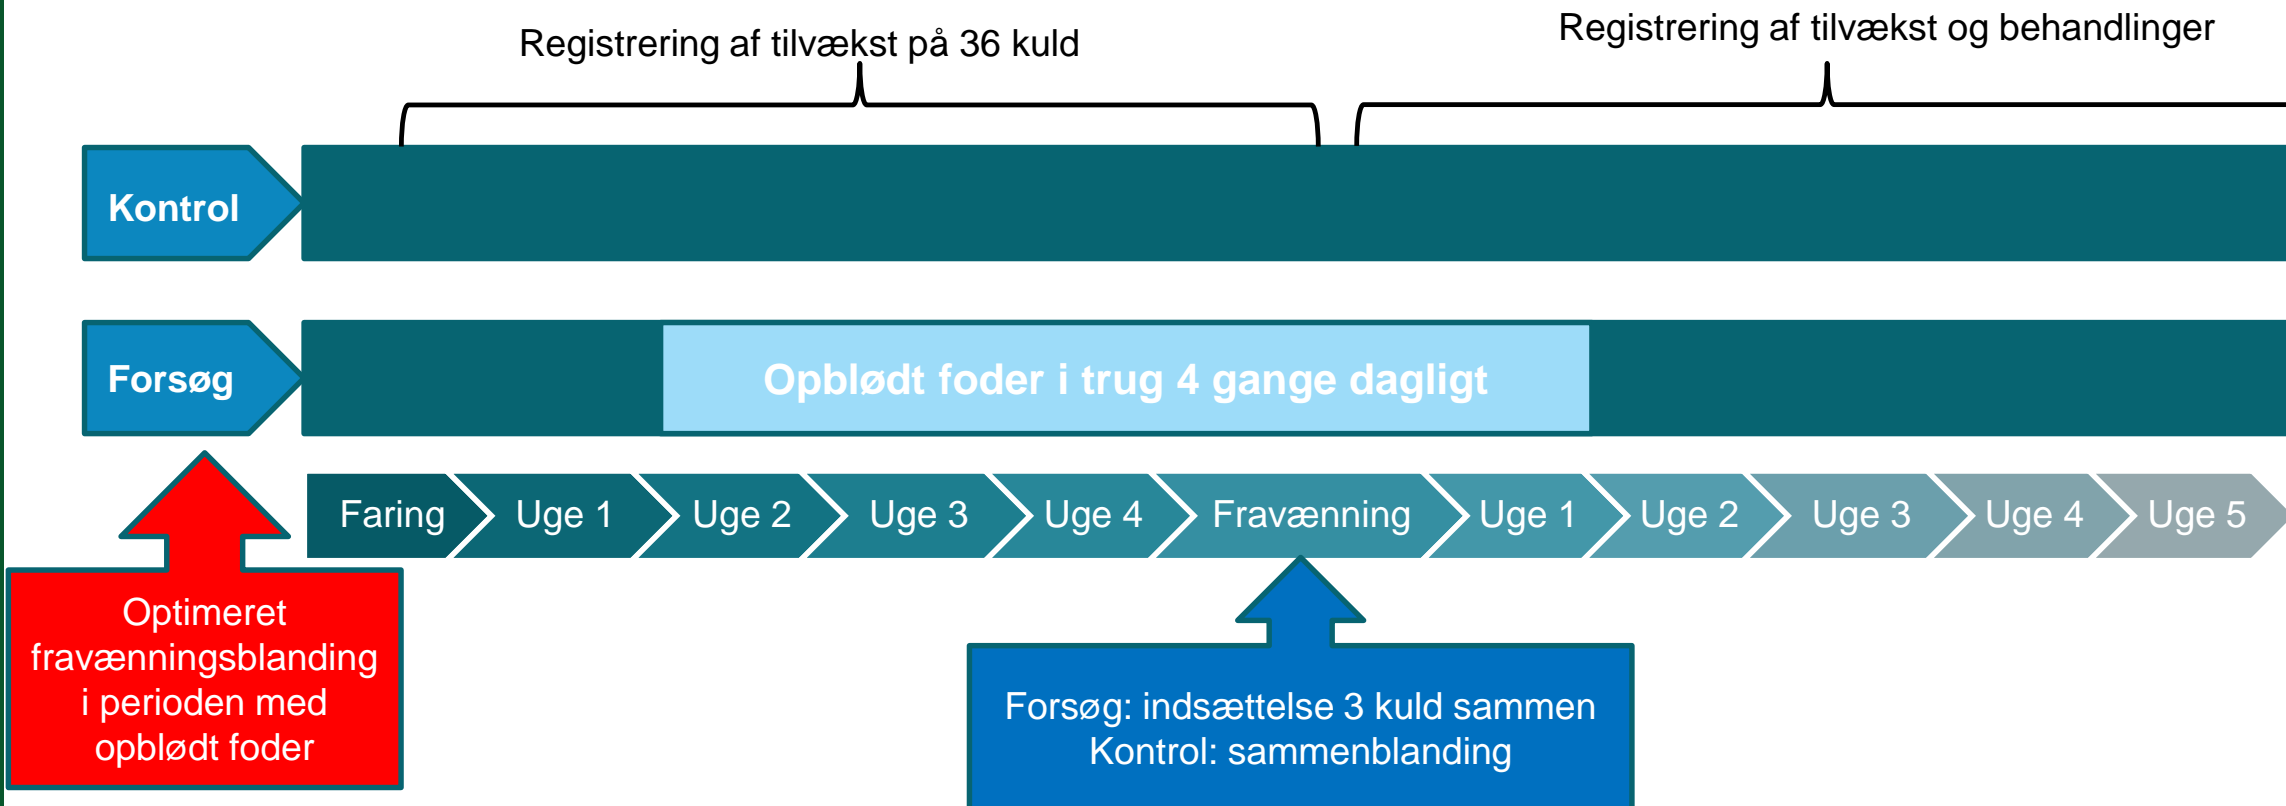 Registrering af tilvækst på 36 kuld
Registrering af tilvækst og behandlinger
Kontrol
Forsøg
Opblødt foder i trug 4 gange dagligt
Faring
Uge 1
Uge 2
Uge 3
Uge 4
Fravænning
Uge 1
Uge 2
Uge 3
Uge 4
Uge 5
Optimeret
fravænningsblanding
i perioden med
opblødt foder
Forsøg: indsættelse 3 kuld sammen
Kontrol: sammenblanding